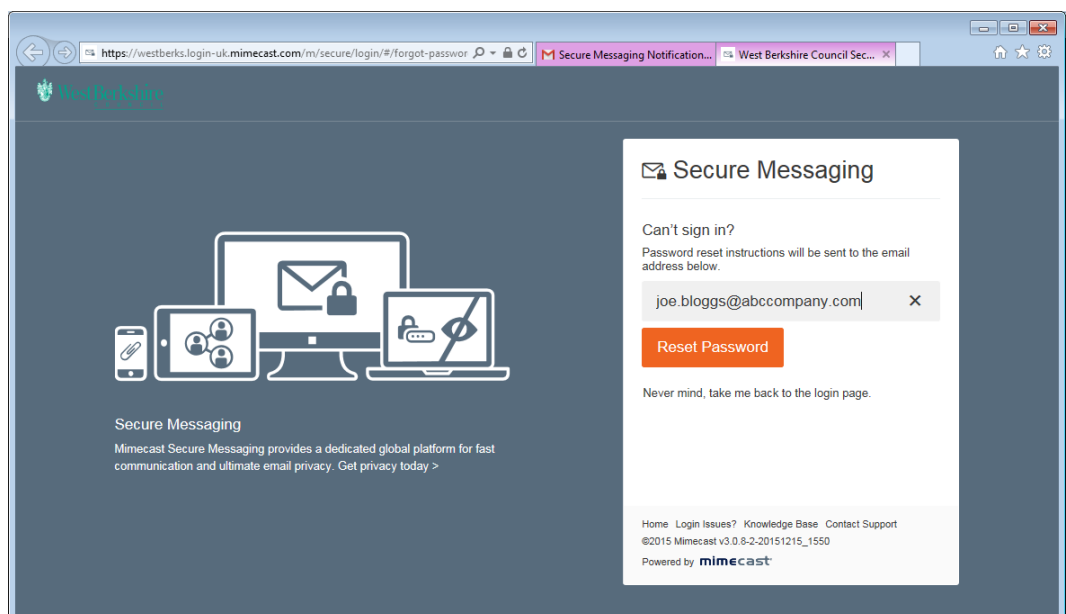 https://westberks.login-uk.mimecast.com/m/secure/login/#/forgot-passwor
Secure Messaging Notification...
West Berkshire Council Sec...
West Berkshire
Secure Messaging
Can't sign in?
Password reset instructions will be sent to the email
address below.
joe.bloggs@abccompany.com
Reset Password
Never mind, take me back to the login page.
Secure Messaging
Mimecast Secure Messaging provides a dedicated global platform for fast
communication and ultimate email privacy. Get privacy today >
Home Login Issues? Knowledge Base Contact Support
©2015 Mimecast v3.0.8-2-20151215_1550
Powered by mimecast